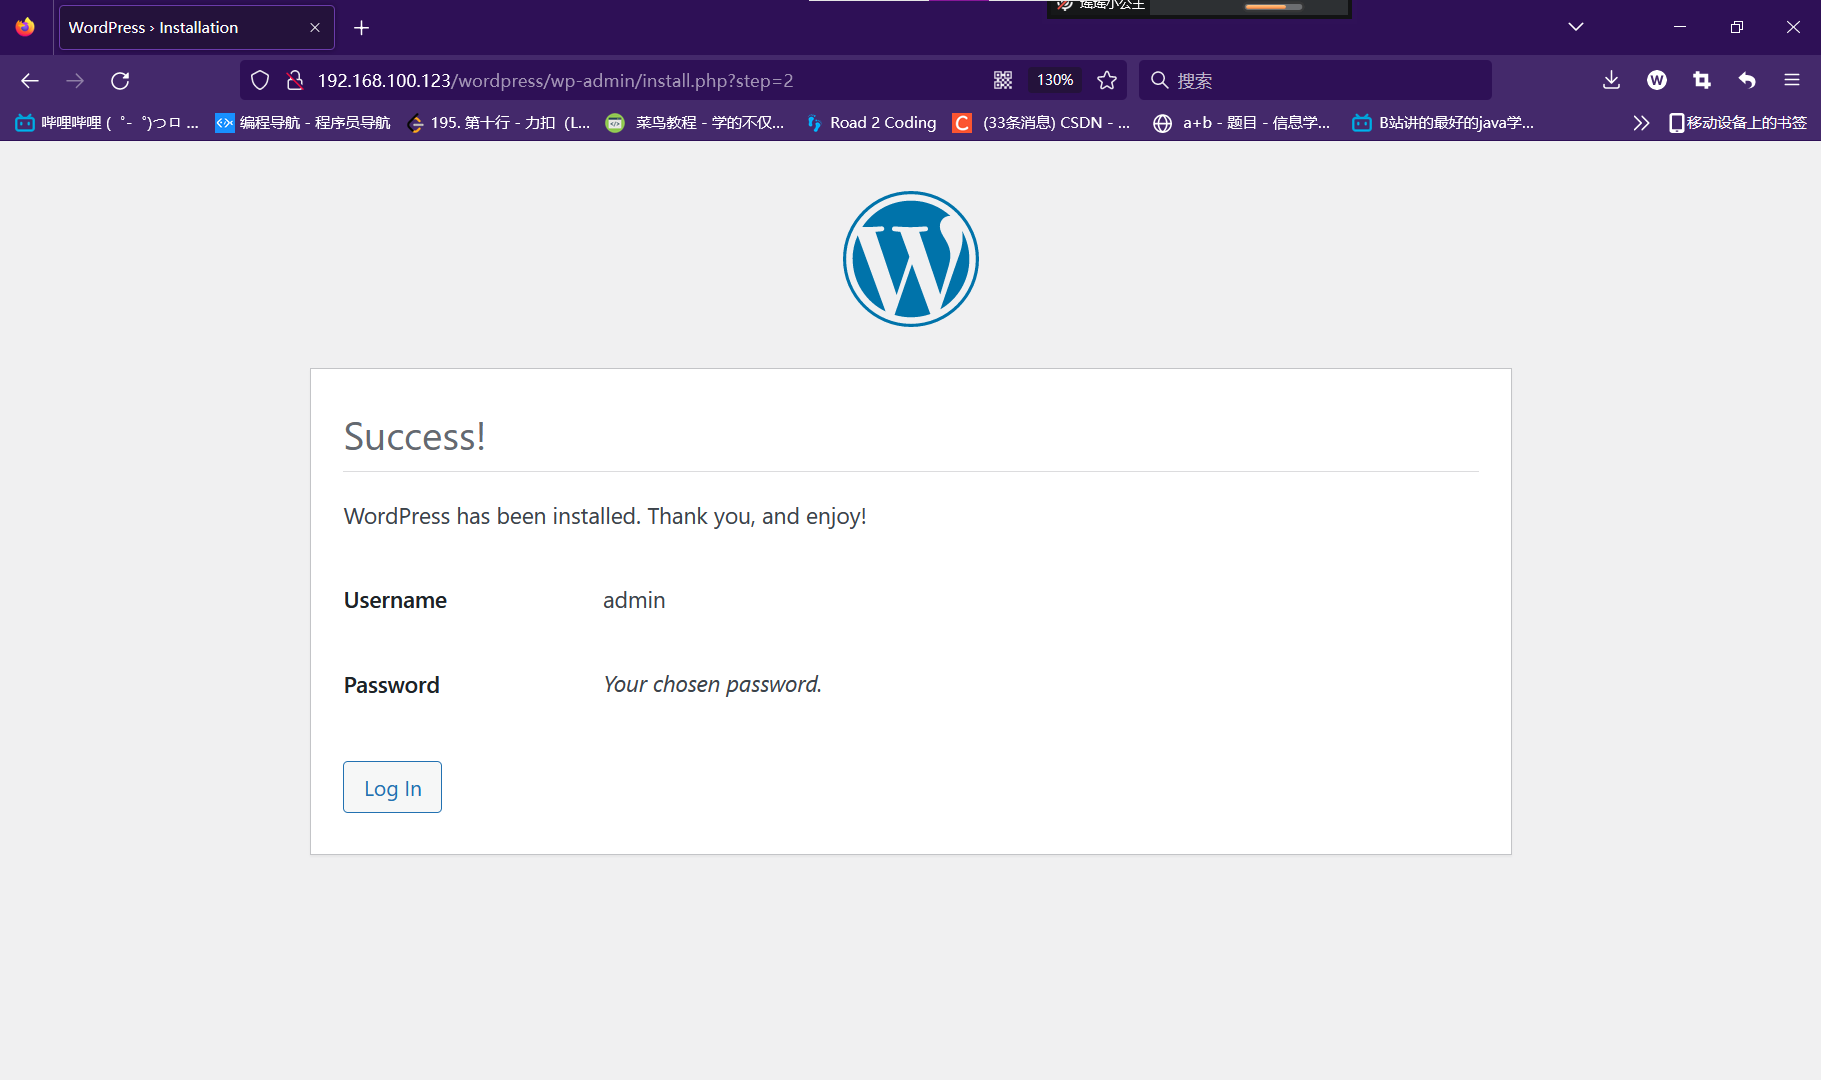 瑶瑶小公主
WordPress › Installation
192.168.100.123/wordpress/wp-admin/install.php?step=2
130%
搜索
哔哩哔哩 ( ゜- ゜)つロ ...
编程导航 - 程序员导航
195. 第十行 - 力扣（L...
菜鸟教程 - 学的不仅...
Road 2 Coding
(33条消息) CSDN - ...
a+b - 题目 - 信息学...
B站讲的最好的java学...
移动设备上的书签
Success!
WordPress has been installed. Thank you, and enjoy!
Username admin
Password Your chosen password.
Log In